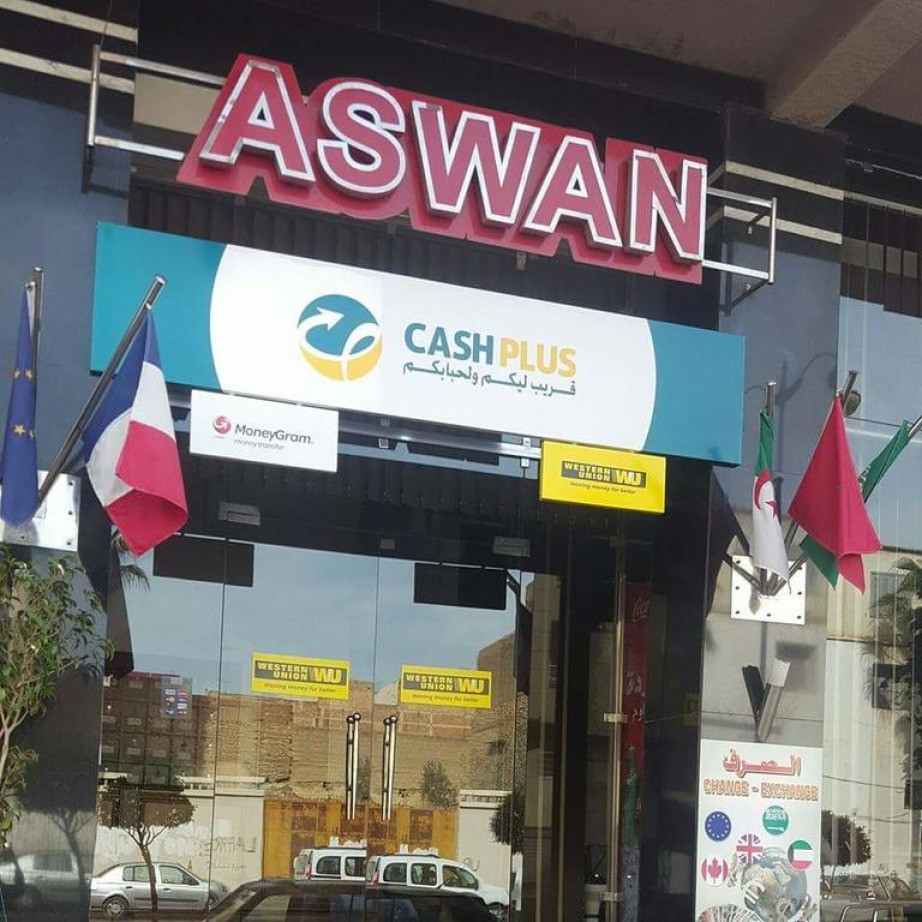 ASWAN
CASH PLUS
قريب ليكم ولحبابكم
MoneyGram.
money transfer
WESTERN
UNION WU
moving money for better
WESTERN
UNION WU
moving money for better
WESTERN
UNION WU
moving money for better
الصرف
CHANGE - EXCHANGE